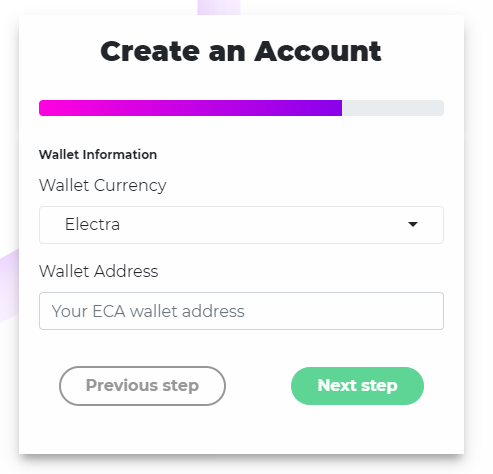 Create an Account
Wallet Information
Wallet Currency
Electra
Wallet Address
Your ECA wallet address
Previous step
Next step